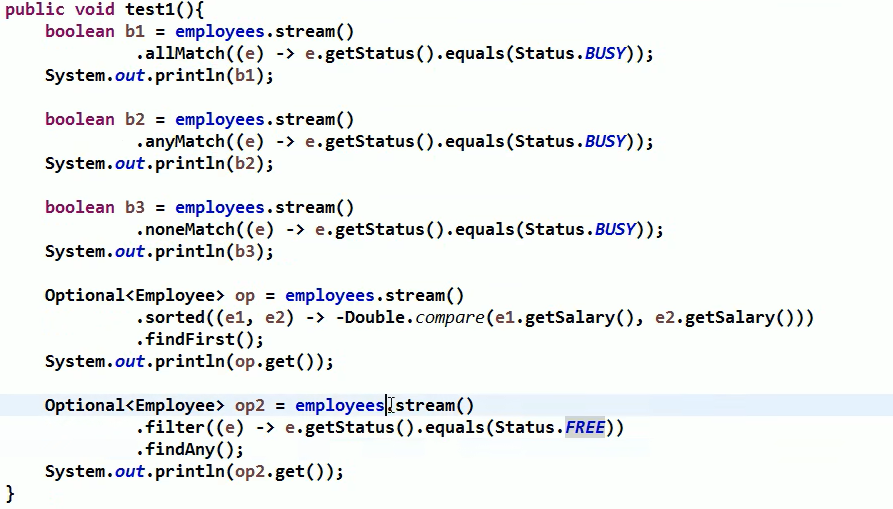 public void test1(){
    boolean b1 = employees.stream()
             .allMatch((e) -> e.getStatus().equals(Status.BUSY));
    System.out.println(b1);

    boolean b2 = employees.stream()
             .anyMatch((e) -> e.getStatus().equals(Status.BUSY));
    System.out.println(b2);

    boolean b3 = employees.stream()
             .noneMatch((e) -> e.getStatus().equals(Status.BUSY));
    System.out.println(b3);

    Optional<Employee> op = employees.stream()
             .sorted((e1, e2) -> -Double.compare(e1.getSalary(), e2.getSalary()))
             .findFirst();
    System.out.println(op.get());

    Optional<Employee> op2 = employees.stream()
             .filter((e) -> e.getStatus().equals(Status.FREE))
             .findAny();
    System.out.println(op2.get());
}